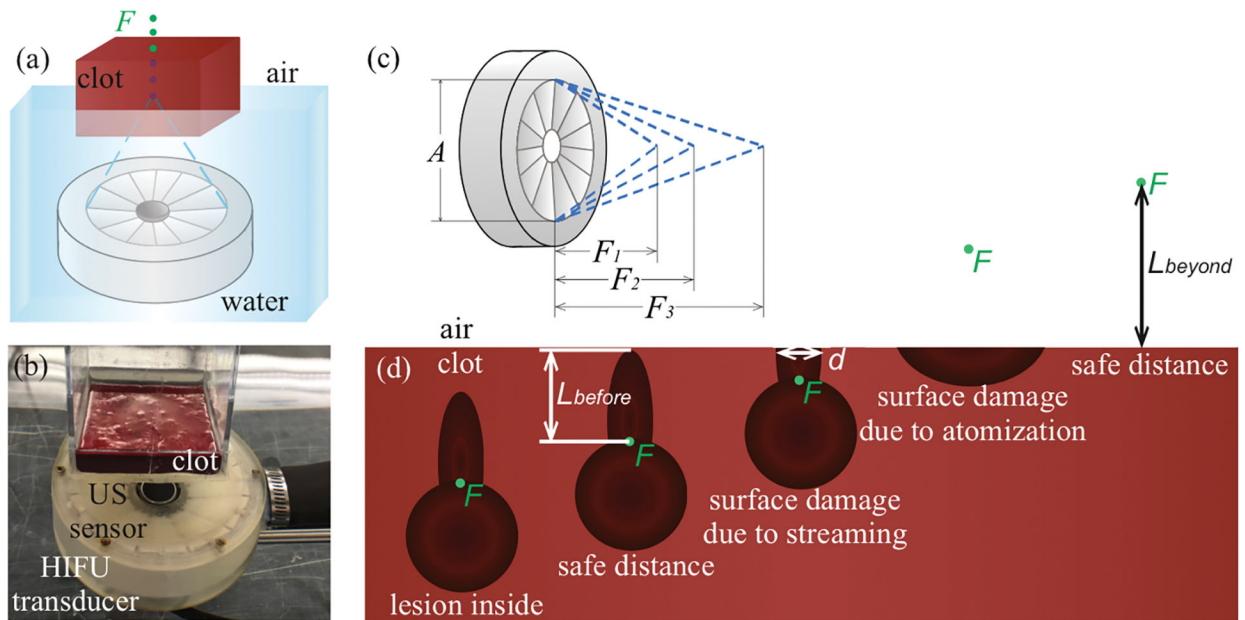 (a)
F
clot
air
water
(b)
clot
US
sensor
HIFU
transducer
(c)
A
F1
F2
F3
F
F
Lbeyond
air
(d)
clot
Lbefore
F
F
F
d
lesion inside
safe distance
surface damage
due to streaming
surface damage
due to atomization
safe distance